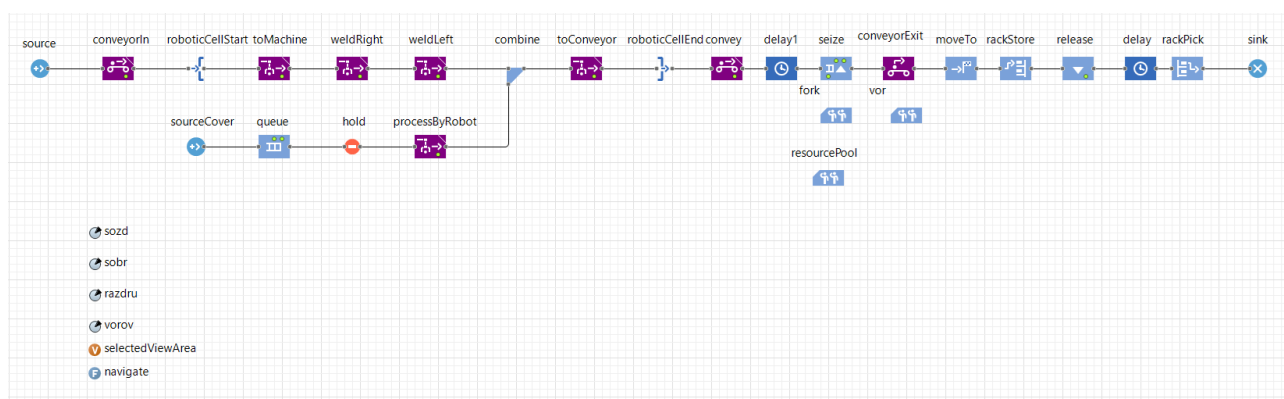 source conveyorIn roboticCellStart toMachine weldRight weldLeft combine toConveyor roboticCellEnd convey delay1 seize conveyorExit moveTo rackStore release delay rackPick sink
fork vor
sourceCover queue hold processByRobot
resourcePool
sozd
sobr
razdru
vorov
V selectedViewArea
F navigate